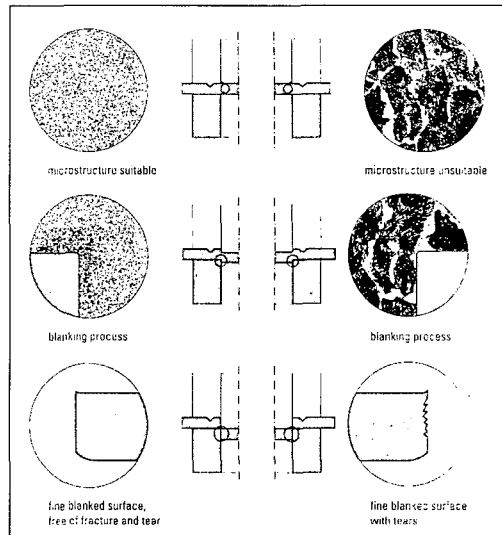 microstructure suitable
microstructure unsuitable
blanking process
blanking process
fine blanked surface,
free of fracture and tear
fine blanked surface
with tears